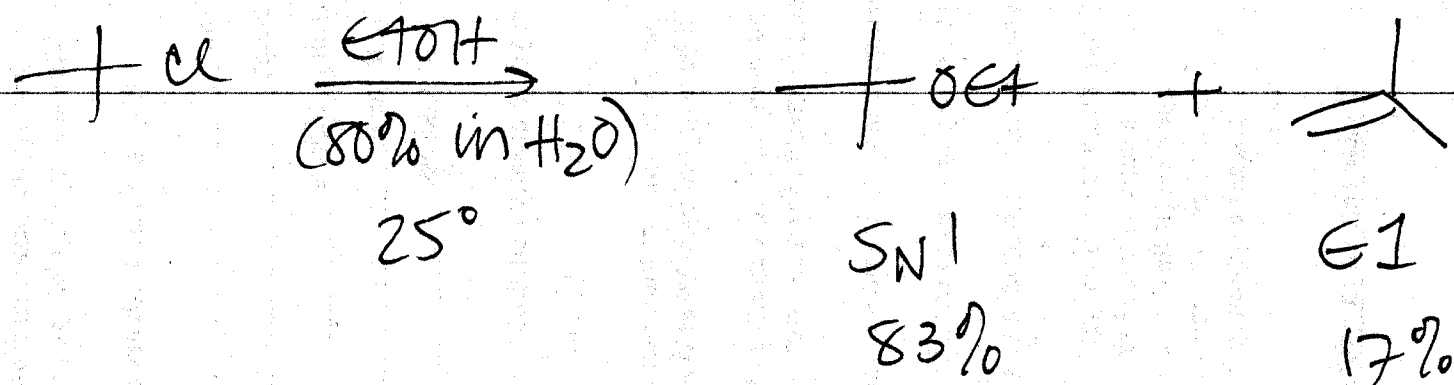 Cl EtOH OEt +
(80% in H2O)
25°
SN1 E1
83% 17%